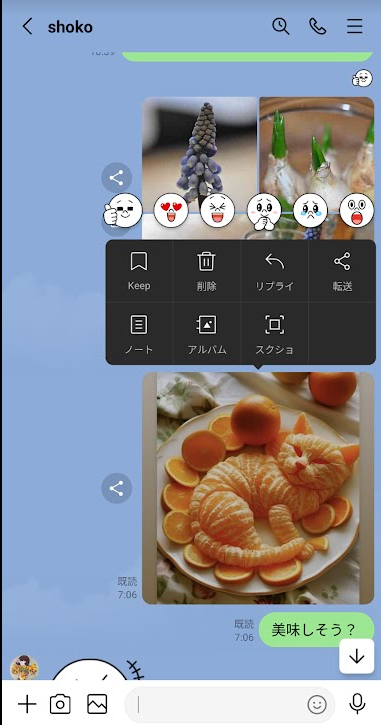 shoko
Keep
削除
リプライ
転送
ノート
アルバム
スクショ
既読
7:06
既読
7:06
美味しそう？